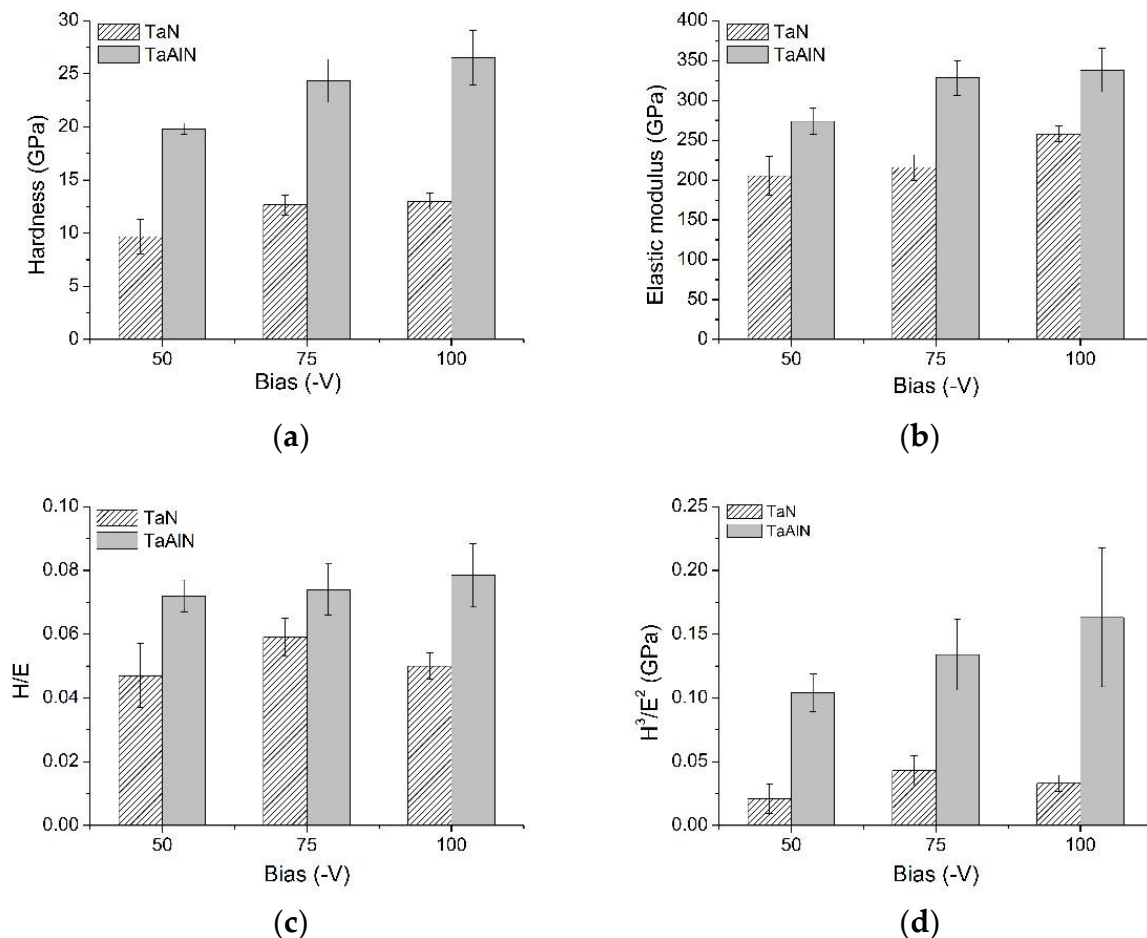 30
25
20
15
10
5
0
Hardness (GPa)
TaN
TaAlN
50
75
100
Bias (-V)
(a)
400
350
300
250
200
150
100
50
0
Elastic modulus (GPa)
TaN
TaAlN
50
75
100
Bias (-V)
(b)
0.10
0.08
0.06
0.04
0.02
0.00
H/E
TaN
TaAlN
50
75
100
Bias (-V)
(c)
0.25
0.20
0.15
0.10
0.05
0.00
H³/E² (GPa)
TaN
TaAlN
50
75
100
Bias (-V)
(d)